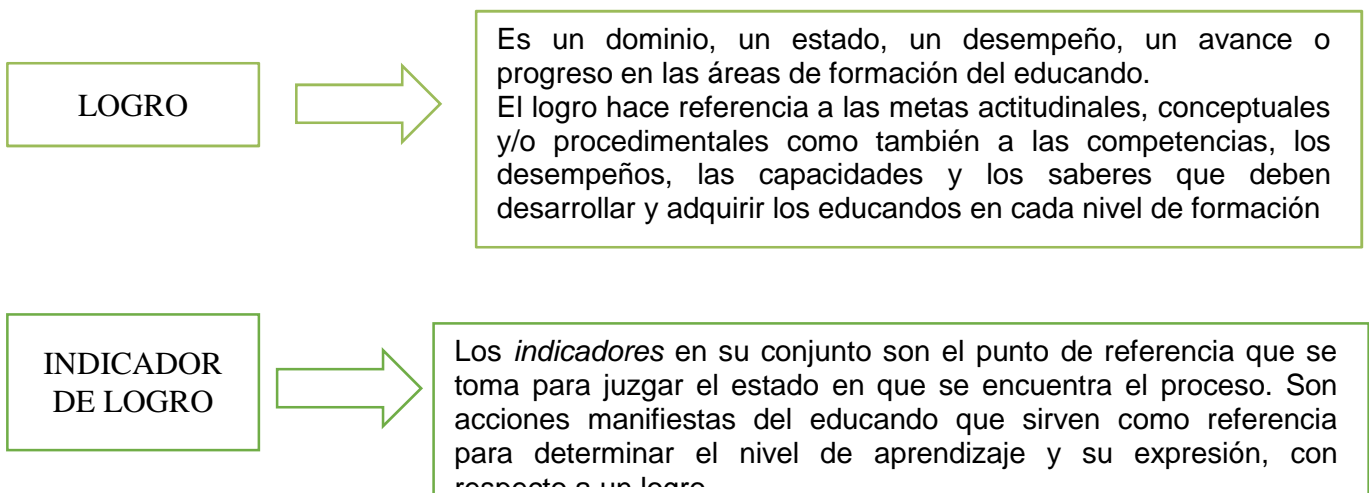 LOGRO
Es un dominio, un estado, un desempeño, un avance o
progreso en las áreas de formación del educando.
El logro hace referencia a las metas actitudinales, conceptuales
y/o procedimentales como también a las competencias, los
desempeños, las capacidades y los saberes que deben
desarrollar y adquirir los educandos en cada nivel de formación
INDICADOR
DE LOGRO
Los indicadores en su conjunto son el punto de referencia que se
toma para juzgar el estado en que se encuentra el proceso. Son
acciones manifiestas del educando que sirven como referencia
para determinar el nivel de aprendizaje y su expresión, con
respecto a un logro